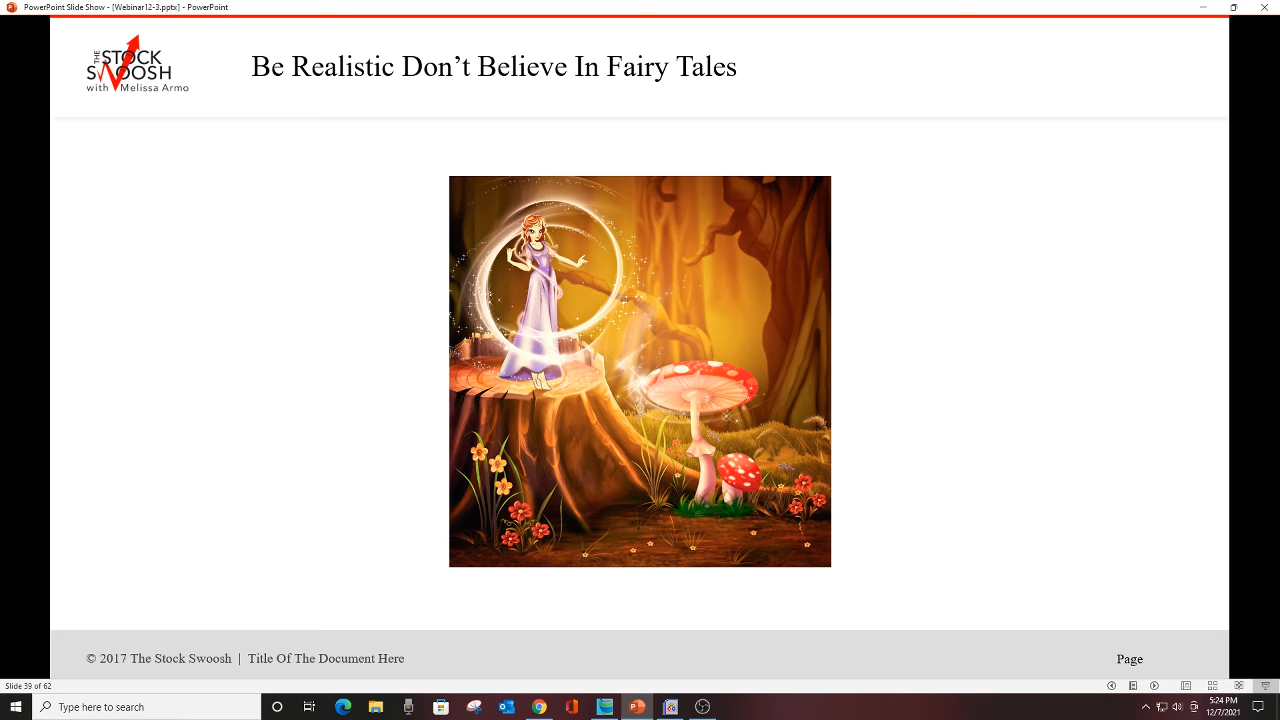 PowerPoint Slide Show - [Webinar12-3.pptx] - PowerPoint
THE STOCK
SWOOSH
with Melissa Armo
Be Realistic Don’t Believe In Fairy Tales
© 2017 The Stock Swoosh | Title Of The Document Here
Page
Slide 39 of 62
Type here to search
5:24 PM
12/7/2021